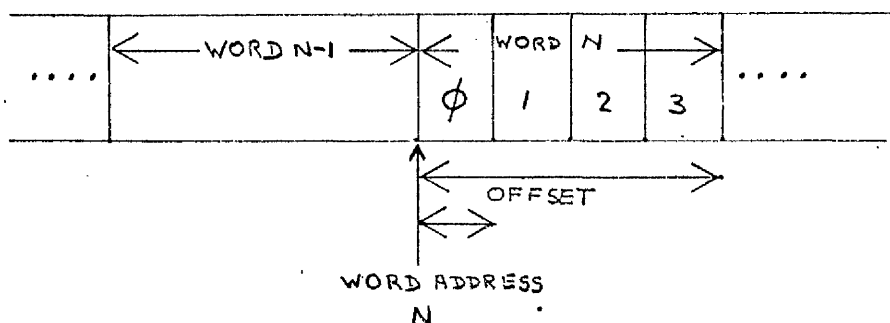 WORD N-1 WORD N
.... ....
φ 1 2 3
OFFSET
WORD ADDRESS
N